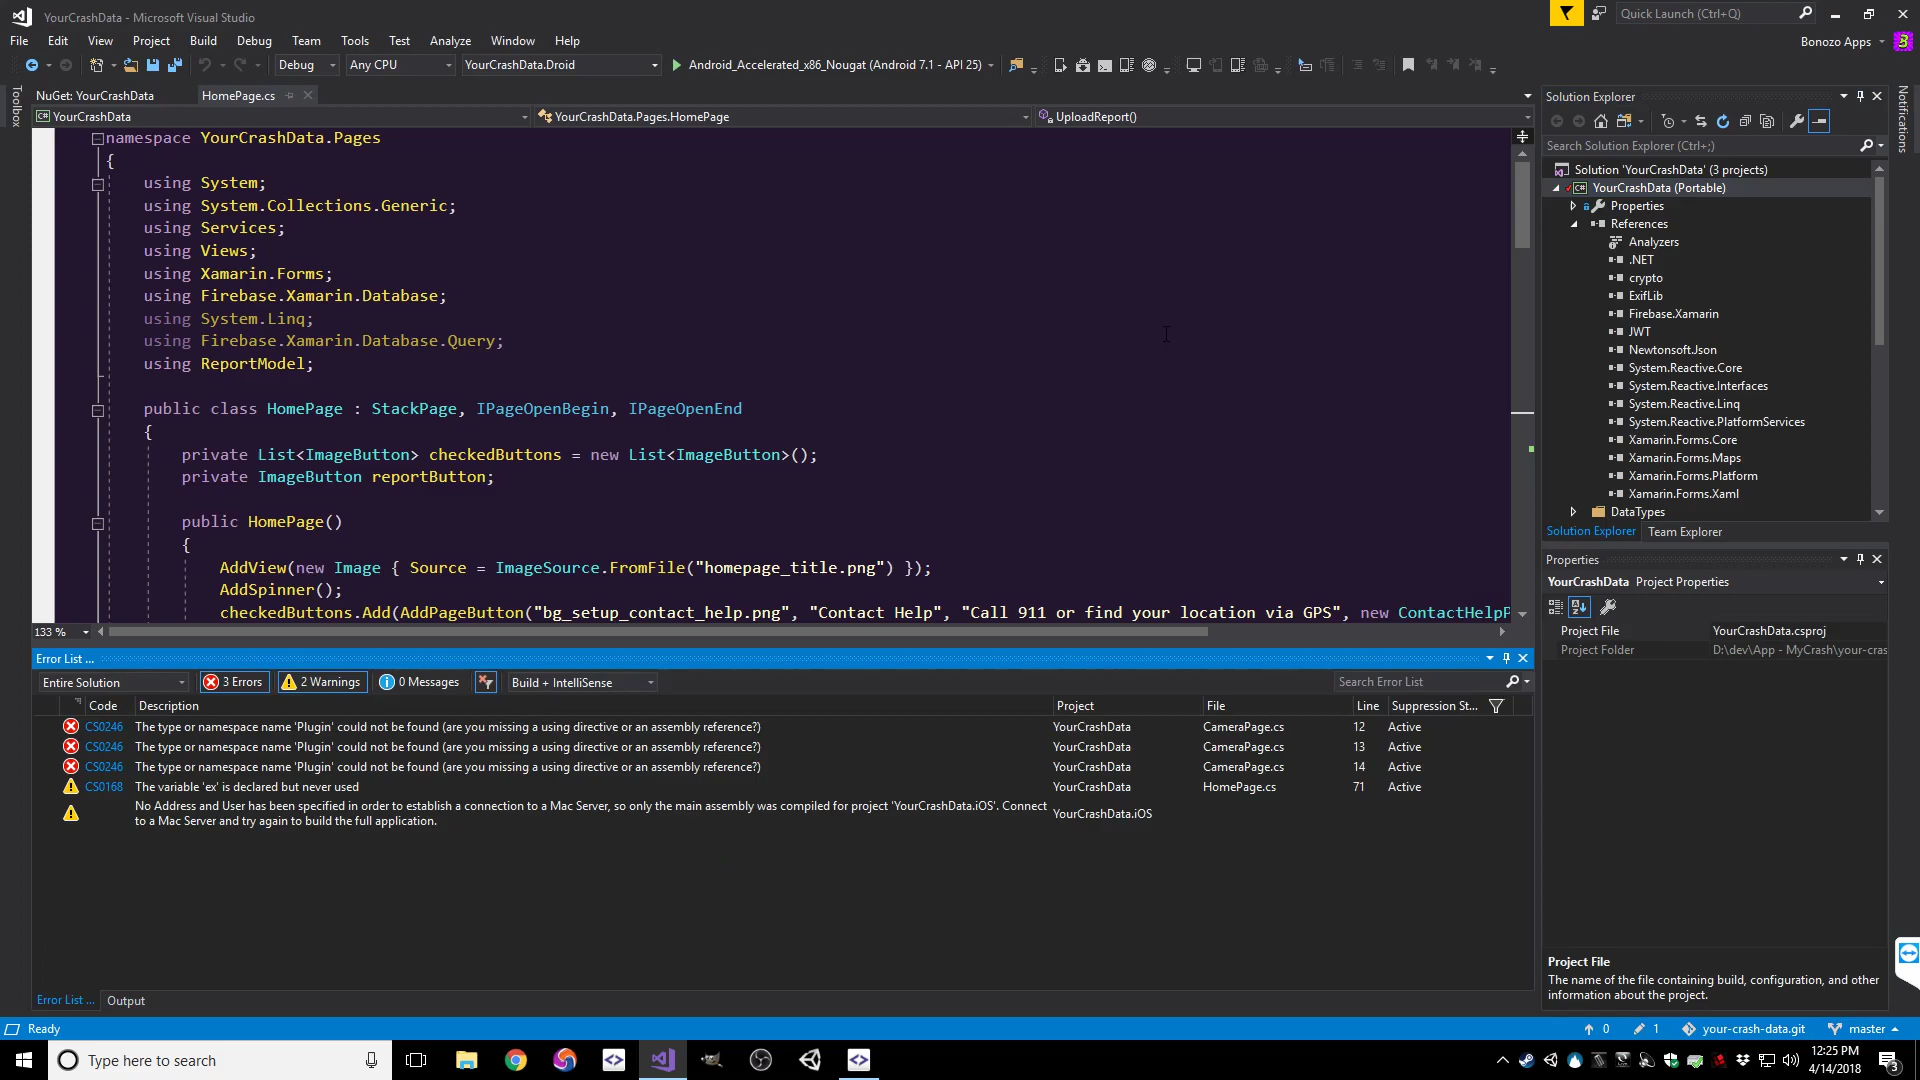 YourCrashData - Microsoft Visual Studio
Quick Launch (Ctrl+Q)
File Edit View Project Build Debug Team Tools Test Analyze Window Help
Bonozo Apps
Debug Any CPU YourCrashData.Droid Android_Accelerated_x86_Nougat (Android 7.1 - API 25)
Toolbox
NuGet: YourCrashData HomePage.cs
YourCrashData YourCrashData.Pages.HomePage UploadReport()
namespace YourCrashData.Pages
{
using System;
using System.Collections.Generic;
using Services;
using Views;
using Xamarin.Forms;
using Firebase.Xamarin.Database;
using System.Linq;
using Firebase.Xamarin.Database.Query;
using ReportModel;
public class HomePage : StackPage, IPageOpenBegin, IPageOpenEnd
{
private List<ImageButton> checkedButtons = new List<ImageButton>();
private ImageButton reportButton;
public HomePage()
{
AddView(new Image { Source = ImageSource.FromFile("homepage_title.png") });
AddSpinner();
checkedButtons.Add(AddPageButton("bg_setup_contact_help.png", "Contact Help", "Call 911 or find your location via GPS", new ContactHelpP
133 %
Solution Explorer
Notifications
Search Solution Explorer (Ctrl+;)
Solution 'YourCrashData' (3 projects)
YourCrashData (Portable)
Properties
References
Analyzers
.NET
crypto
ExifLib
Firebase.Xamarin
JWT
Newtonsoft.Json
System.Reactive.Core
System.Reactive.Interfaces
System.Reactive.Linq
System.Reactive.PlatformServices
Xamarin.Forms.Core
Xamarin.Forms.Maps
Xamarin.Forms.Platform
Xamarin.Forms.Xaml
DataTypes
Solution Explorer Team Explorer
Properties
YourCrashData Project Properties
Project File YourCrashData.csproj
Project Folder D:\dev\App - MyCrash\your-cras
Project File
The name of the file containing build, configuration, and other
information about the project.
Error List ...
Entire Solution 3 Errors 2 Warnings 0 Messages Build + IntelliSense Search Error List
Code Description Project File Line Suppression St...
CS0246 The type or namespace name 'Plugin' could not be found (are you missing a using directive or an assembly reference?) YourCrashData CameraPage.cs 12 Active
CS0246 The type or namespace name 'Plugin' could not be found (are you missing a using directive or an assembly reference?) YourCrashData CameraPage.cs 13 Active
CS0246 The type or namespace name 'Plugin' could not be found (are you missing a using directive or an assembly reference?) YourCrashData CameraPage.cs 14 Active
CS0168 The variable 'ex' is declared but never used YourCrashData HomePage.cs 71 Active
No Address and User has been specified in order to establish a connection to a Mac Server, so only the main assembly was compiled for project 'YourCrashData.iOS'. Connect
to a Mac Server and try again to build the full application. YourCrashData.iOS
Error List ... Output
Ready 0 1 your-crash-data.git master
Type here to search
12:25 PM
4/14/2018
3